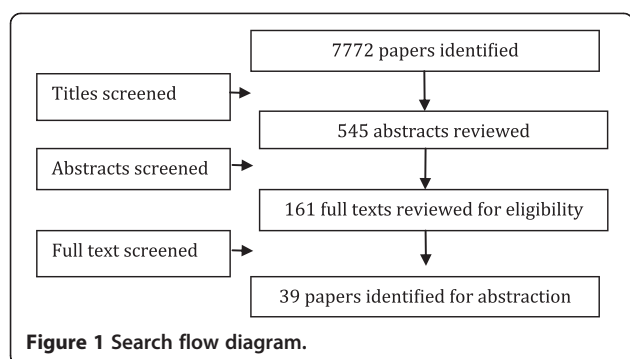 7772 papers identified
Titles screened
545 abstracts reviewed
Abstracts screened
161 full texts reviewed for eligibility
Full text screened
39 papers identified for abstraction
Figure 1 Search flow diagram.